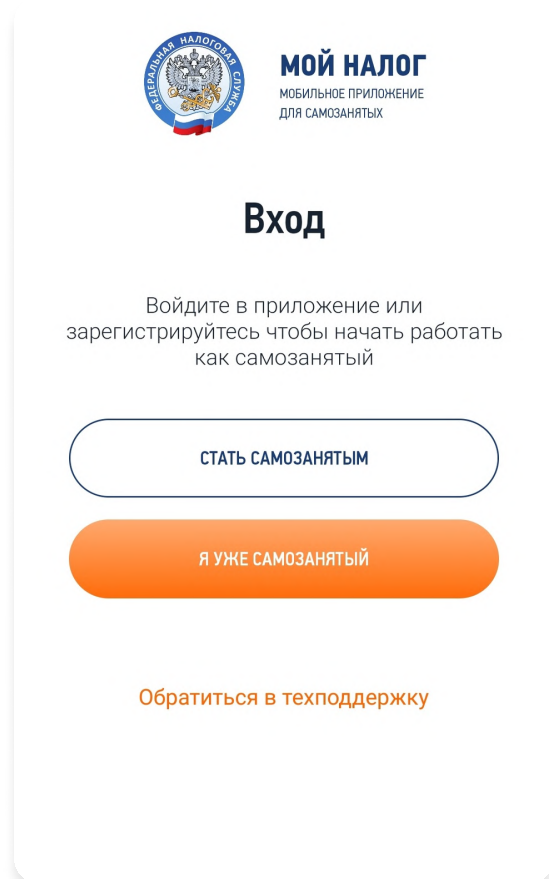 ФЕДЕРАЛЬНАЯ НАЛОГОВАЯ СЛУЖБА
МОЙ НАЛОГ
МОБИЛЬНОЕ ПРИЛОЖЕНИЕ
ДЛЯ САМОЗАНЯТЫХ
Вход
Войдите в приложение или
зарегистрируйтесь чтобы начать работать
как самозанятый
СТАТЬ САМОЗАНЯТЫМ
Я УЖЕ САМОЗАНЯТЫЙ
Обратиться в техподдержку